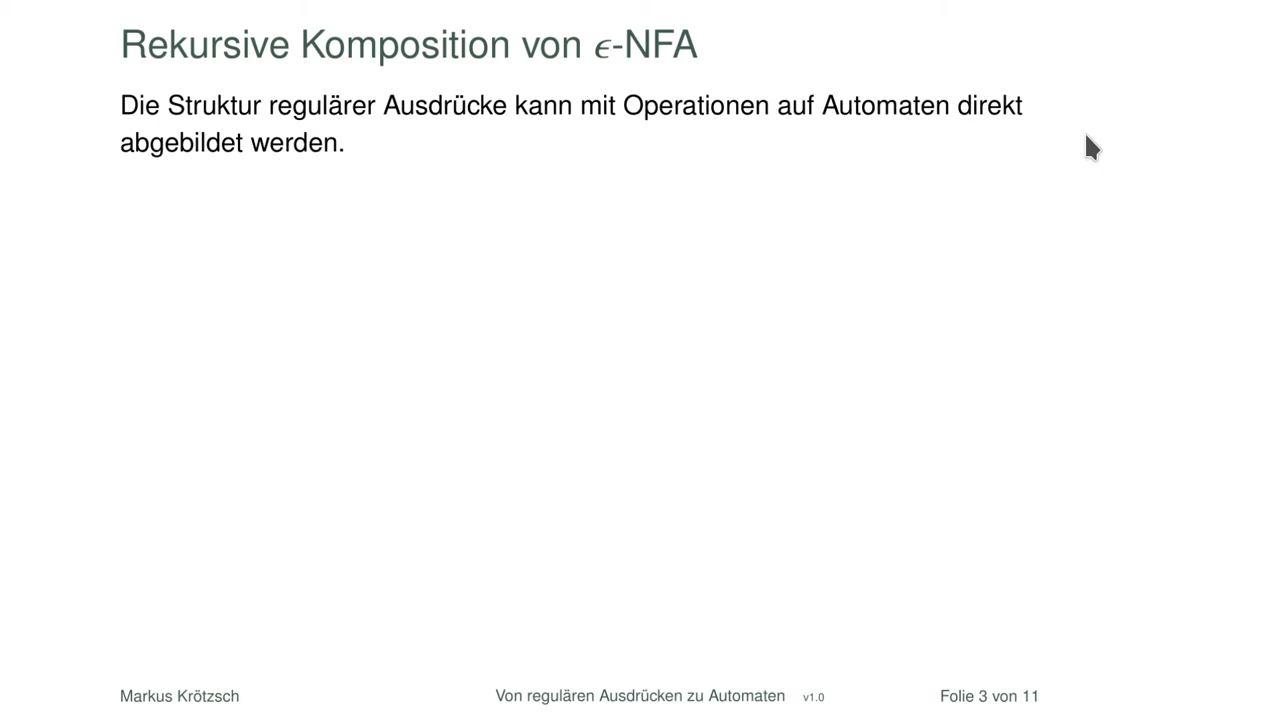 Rekursive Komposition von ϵ-NFA
Die Struktur regulärer Ausdrücke kann mit Operationen auf Automaten direkt
abgebildet werden.
Markus Krötzsch Von regulären Ausdrücken zu Automaten v1.0 Folie 3 von 11